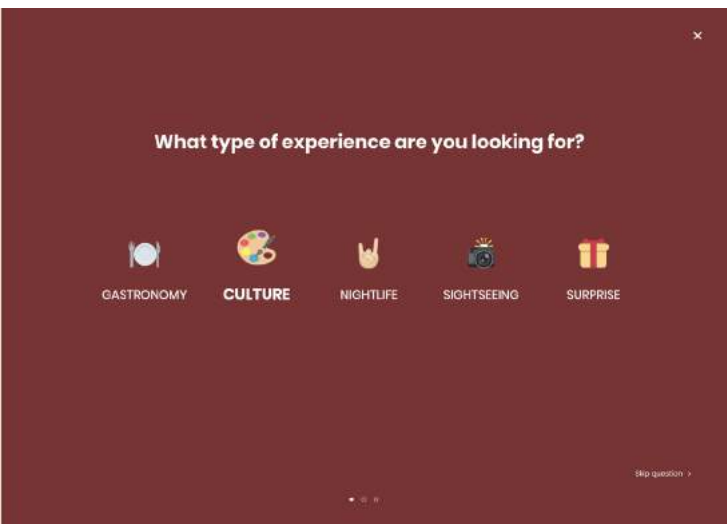 What type of experience are you looking for?
GASTRONOMY
CULTURE
NIGHTLIFE
SIGHTSEEING
SURPRISE
Skip question >